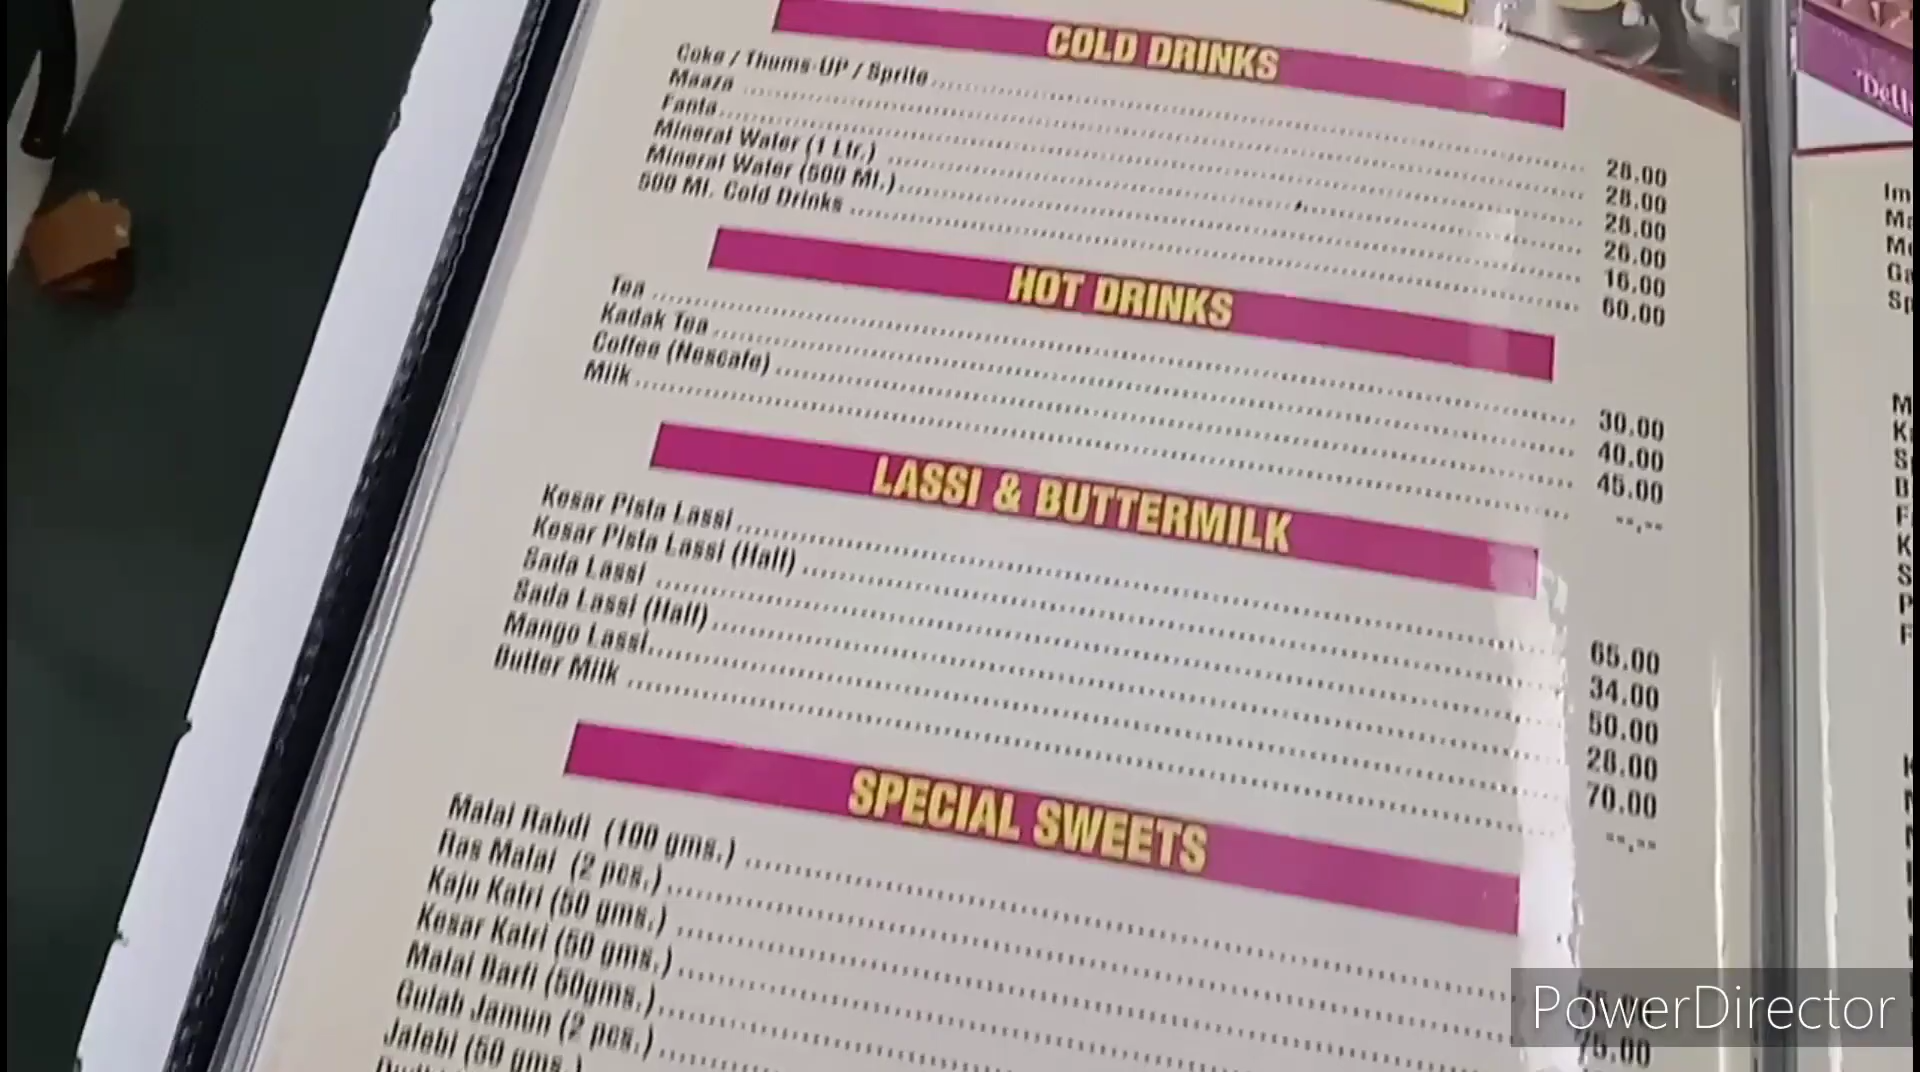 COLD DRINKS
Coke / Thums-UP / Sprite 28.00
Maaza 28.00
Fanta 28.00
Mineral Water (1 Ltr.) 26.00
Mineral Water (500 Ml.) 16.00
500 Ml. Cold Drinks 60.00
HOT DRINKS
Tea 30.00
Kadak Tea 40.00
Coffee (Nescafe) 45.00
Milk --.--
LASSI & BUTTERMILK
Kesar Pista Lassi 65.00
Kesar Pista Lassi (Half) 34.00
Sada Lassi 50.00
Sada Lassi (Half) 28.00
Mango Lassi 70.00
Butter Milk --.--
SPECIAL SWEETS
Malai Rabdi (100 gms.)
Ras Malai (2 pcs.) 75.00
Kaju Katri (50 gms.)
Kesar Katri (50 gms.)
Malai Barfi (50gms.)
Gulab Jamun (2 pcs.)
Jalebi (50 gms.)
PowerDirector